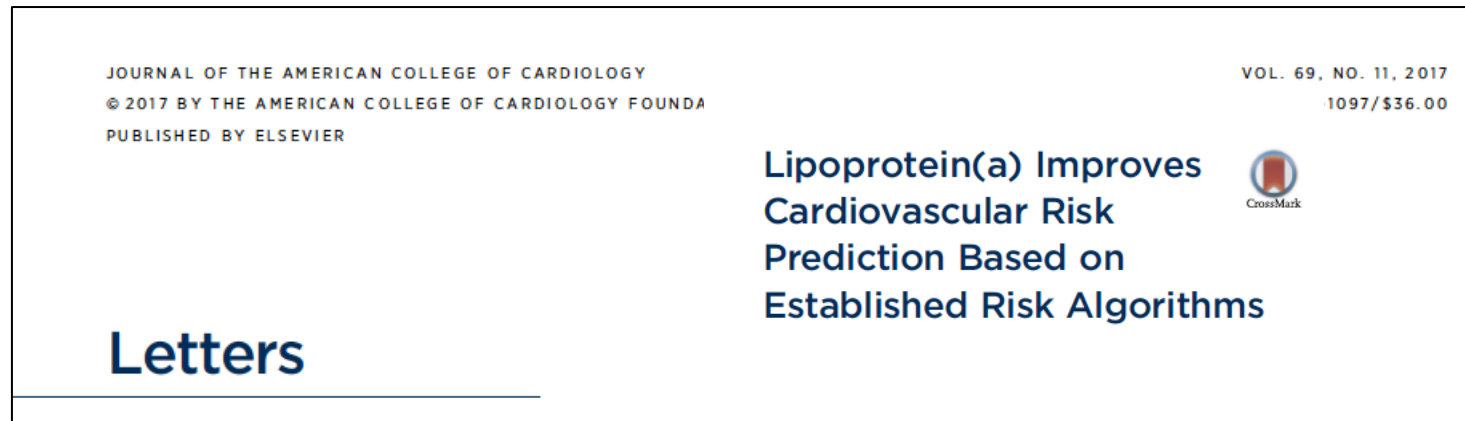 JOURNAL OF THE AMERICAN COLLEGE OF CARDIOLOGY
VOL. 69, NO. 11, 2017
© 2017 BY THE AMERICAN COLLEGE OF CARDIOLOGY FOUNDA
1097/$36.00
PUBLISHED BY ELSEVIER
Lipoprotein(a) Improves
Cardiovascular Risk
Prediction Based on
Established Risk Algorithms
CrossMark
Letters